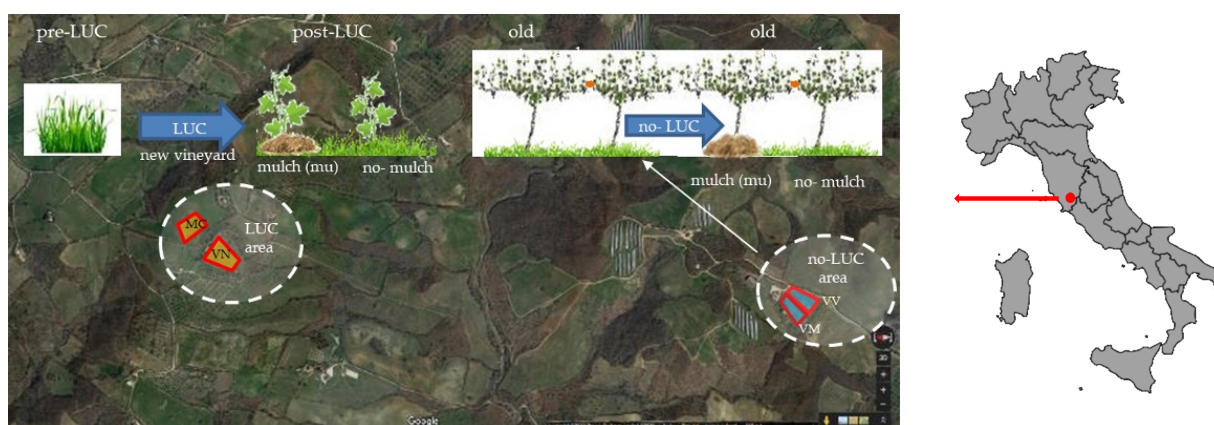 pre-LUC
post-LUC
old
old
LUC
new vineyard
mulch (mu)
no- mulch
no- LUC
mulch (mu)
no- mulch
MC
VN
LUC
area
no-LUC
area
VV
VM
3D
Google